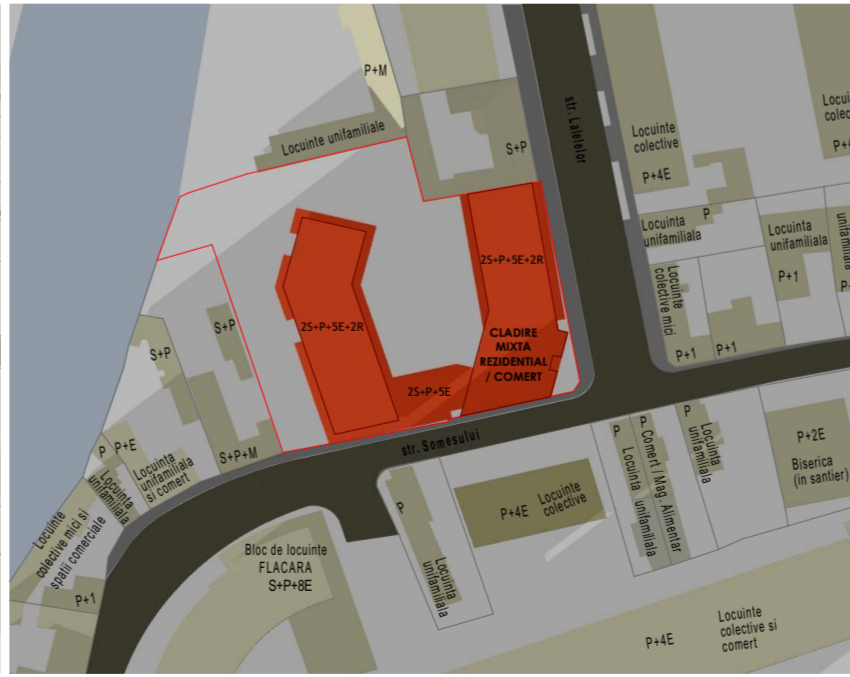 P+M
Locuinte unifamiliale
S+P
str. Lalelelor
Locuinte
colective
P+4E
Locuinta
unifamiliala
P
Locuinta
unifamiliala
P+1
Locuinte
colective mici
P+1
P+1
2S+P+5E+2R
2S+P+5E+2R
CLADIRE
MIXTA
REZIDENTIAL
/ COMERT
2S+P+5E
S+P
S+P
S+P+M
str. Somesului
P
P+E
Locuinta
unifamiliala
si comert
Locuinta
unifamiliala
Locuinte
colective mici si
spatii comerciale
P+1
Bloc de locuinte
FLACARA
S+P+8E
P
Locuinta
unifamiliala
P+4E
Locuinte
colective
P
Locuinta
unifamiliala
P
Comert / Mag. Alimentar
P
Locuinta
unifamiliala
P+2E
Biserica
(in santier)
P+4E
Locuinte
colective si
comert